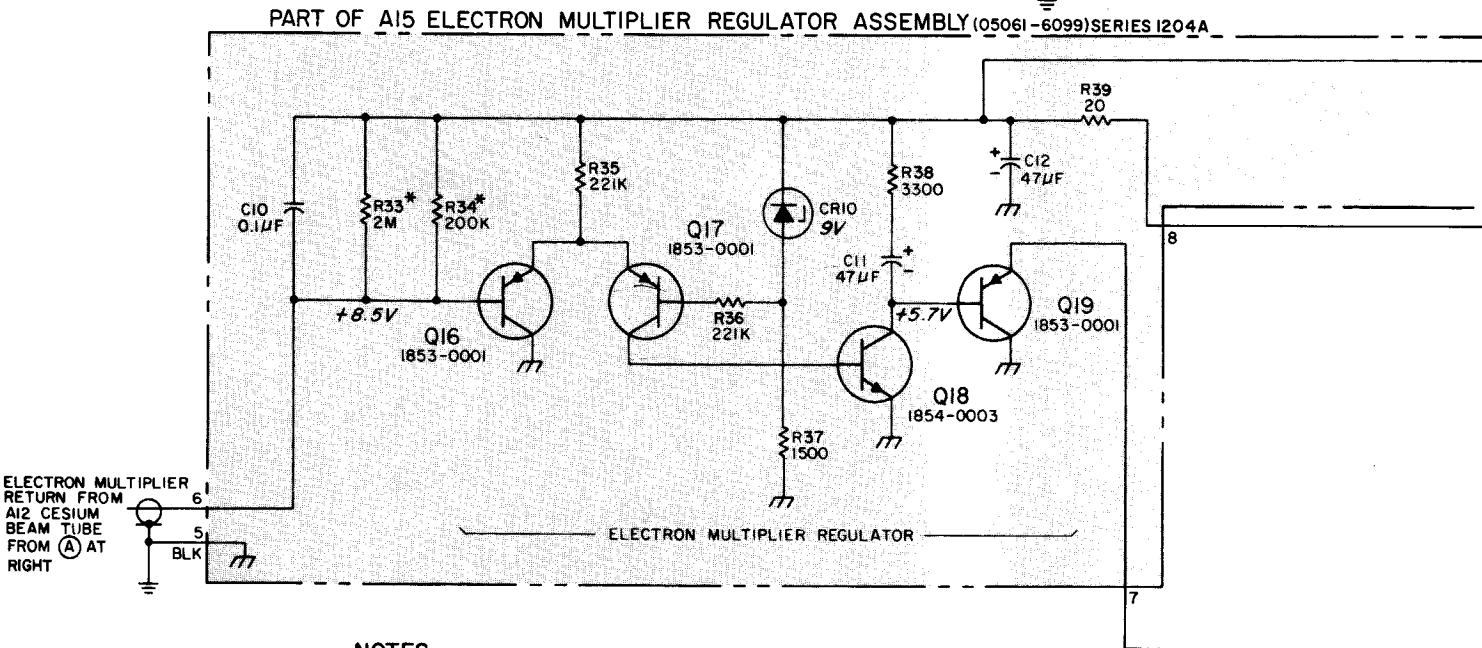 PART OF A15 ELECTRON MULTIPLIER REGULATOR ASSEMBLY (05061-6099) SERIES 1204A
R39
20
C12
47µF
R35
221K
R38
3300
C10
0.1µF
R33*
2M
R34*
200K
CR10
9V
Q17
1853-0001
8
C11
47µF
+8.5V
R36
221K
+5.7V
Q19
1853-0001
Q16
1853-0001
Q18
1854-0003
R37
1500
ELECTRON MULTIPLIER
RETURN FROM
A12 CESIUM
BEAM TUBE
FROM A AT
RIGHT
6
5
BLK
ELECTRON MULTIPLIER REGULATOR
7
NOTES